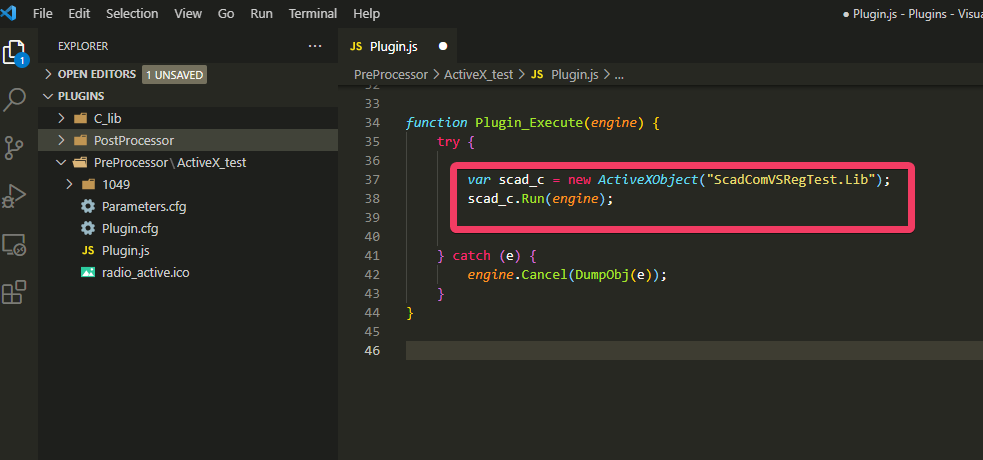 File Edit Selection View Go Run Terminal Help
● Plugin.js - Plugins - Visua
EXPLORER ···
JS Plugin.js ●
1
OPEN EDITORS 1 UNSAVED
PreProcessor > ActiveX_test > JS Plugin.js > ...
PLUGINS
C_lib
PostProcessor
PreProcessor\ActiveX_test
1049
Parameters.cfg
Plugin.cfg
JS Plugin.js
radio_active.ico
32
33
34 function Plugin_Execute(engine) {
35 try {
36
37 var scad_c = new ActiveXObject("ScadComVSRegTest.Lib");
38 scad_c.Run(engine);
39
40
41 } catch (e) {
42 engine.Cancel(DumpObj(e));
43 }
44 }
45
46